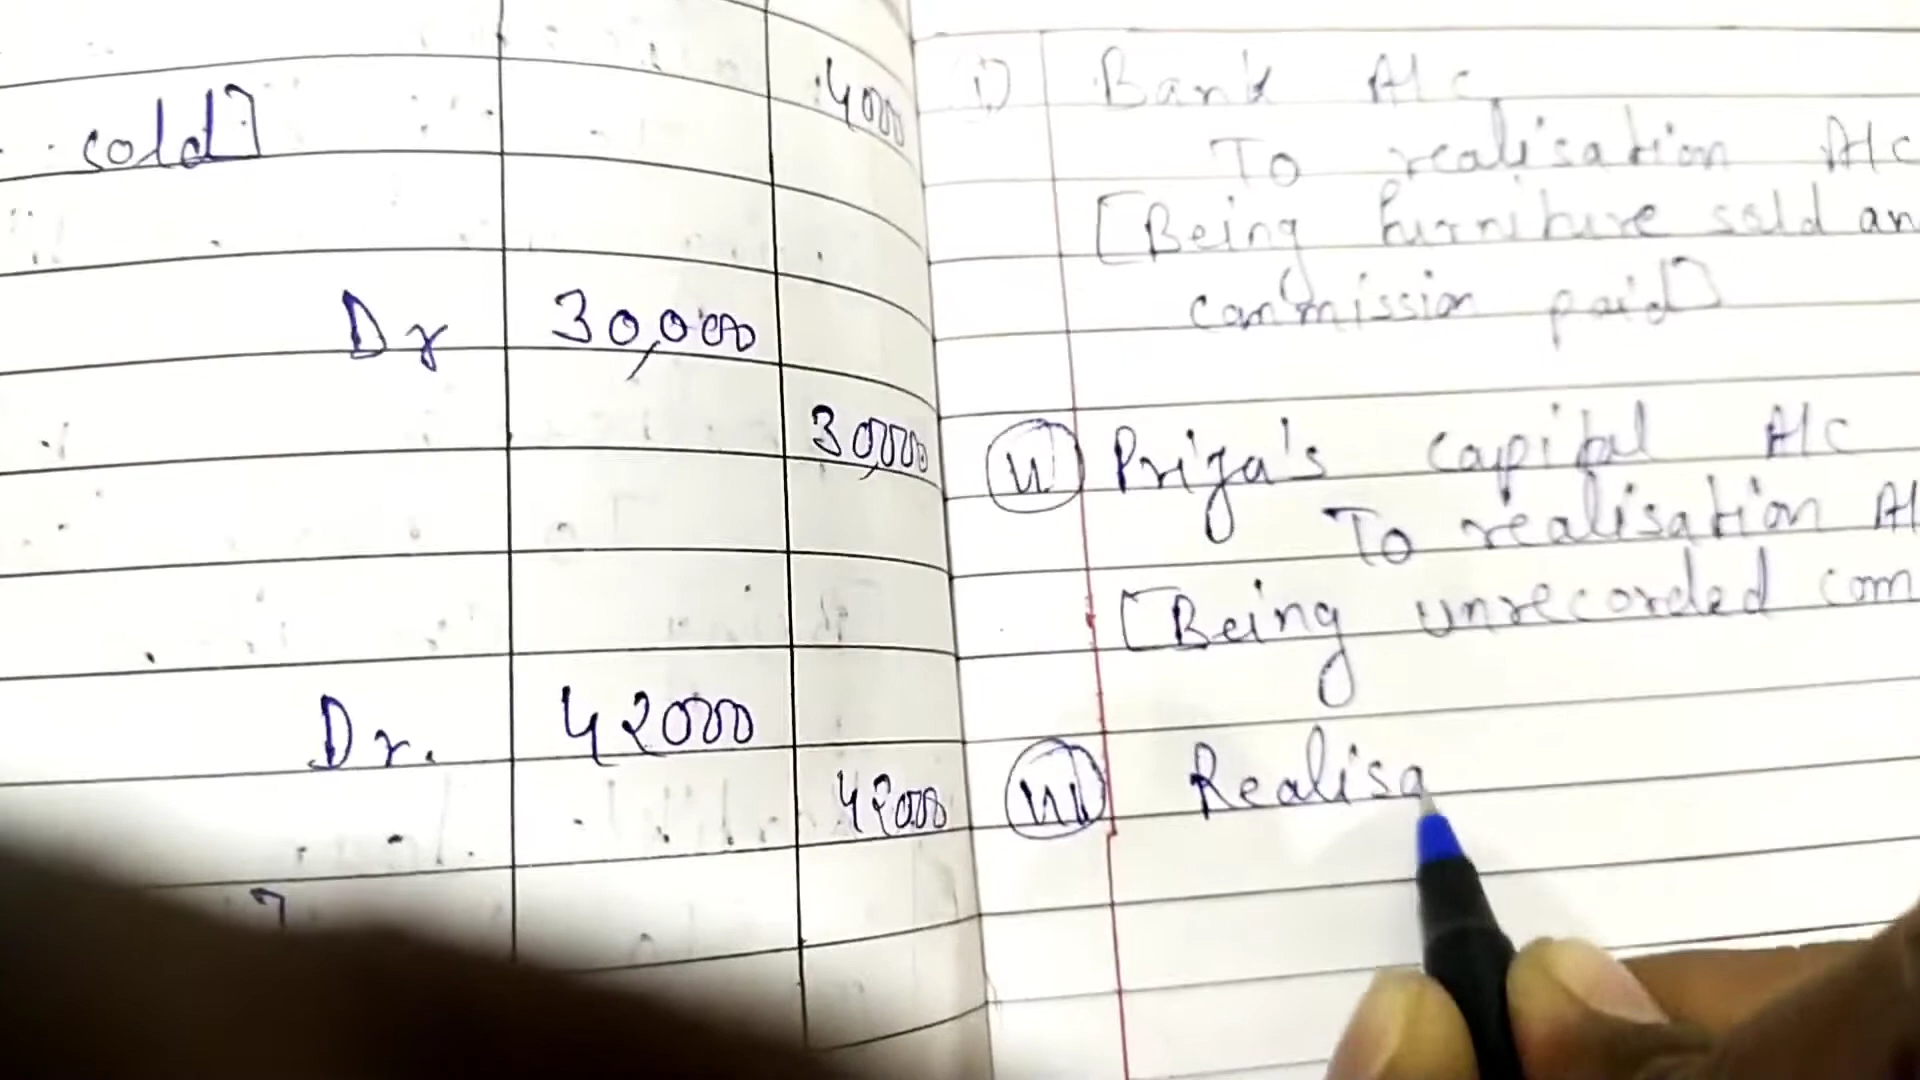 4000
sold]
Dr 30,000
30,000
Dr. 42000
42000
]
i) Bank A/c
To realisation A/c
[Being furniture sold an
commission paid]
ii) Priya's capital A/c
To realisation A/
[Being unrecorded com
iii) Realisa